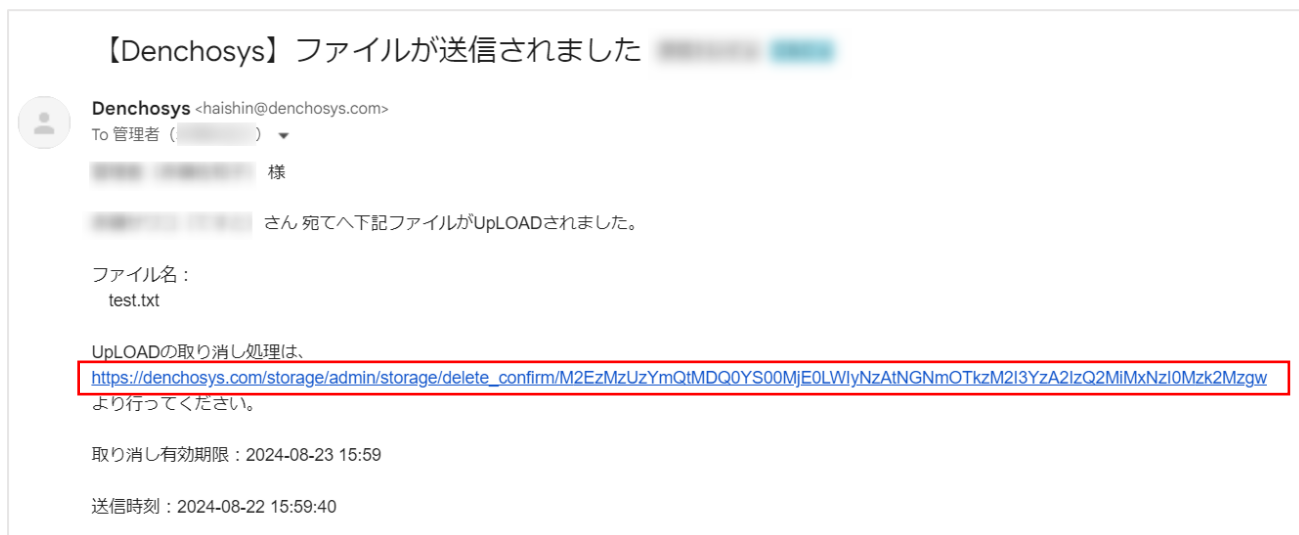 【Denchosys】ファイルが送信されました
Denchosys <haishin@denchosys.com>
To 管理者（ ）
様
さん 宛てへ下記ファイルがUpLOADされました。
ファイル名：
test.txt
UpLOADの取り消し処理は、
https://denchosys.com/storage/admin/storage/delete_confirm/M2EzMzUzYmQtMDQ0YS00MjE0LWIyNzAtNGNmOTkzM2I3YzA2IzQ2MiMxNzI0Mzk2Mzgw
より行ってください。
取り消し有効期限：2024-08-23 15:59
送信時刻：2024-08-22 15:59:40